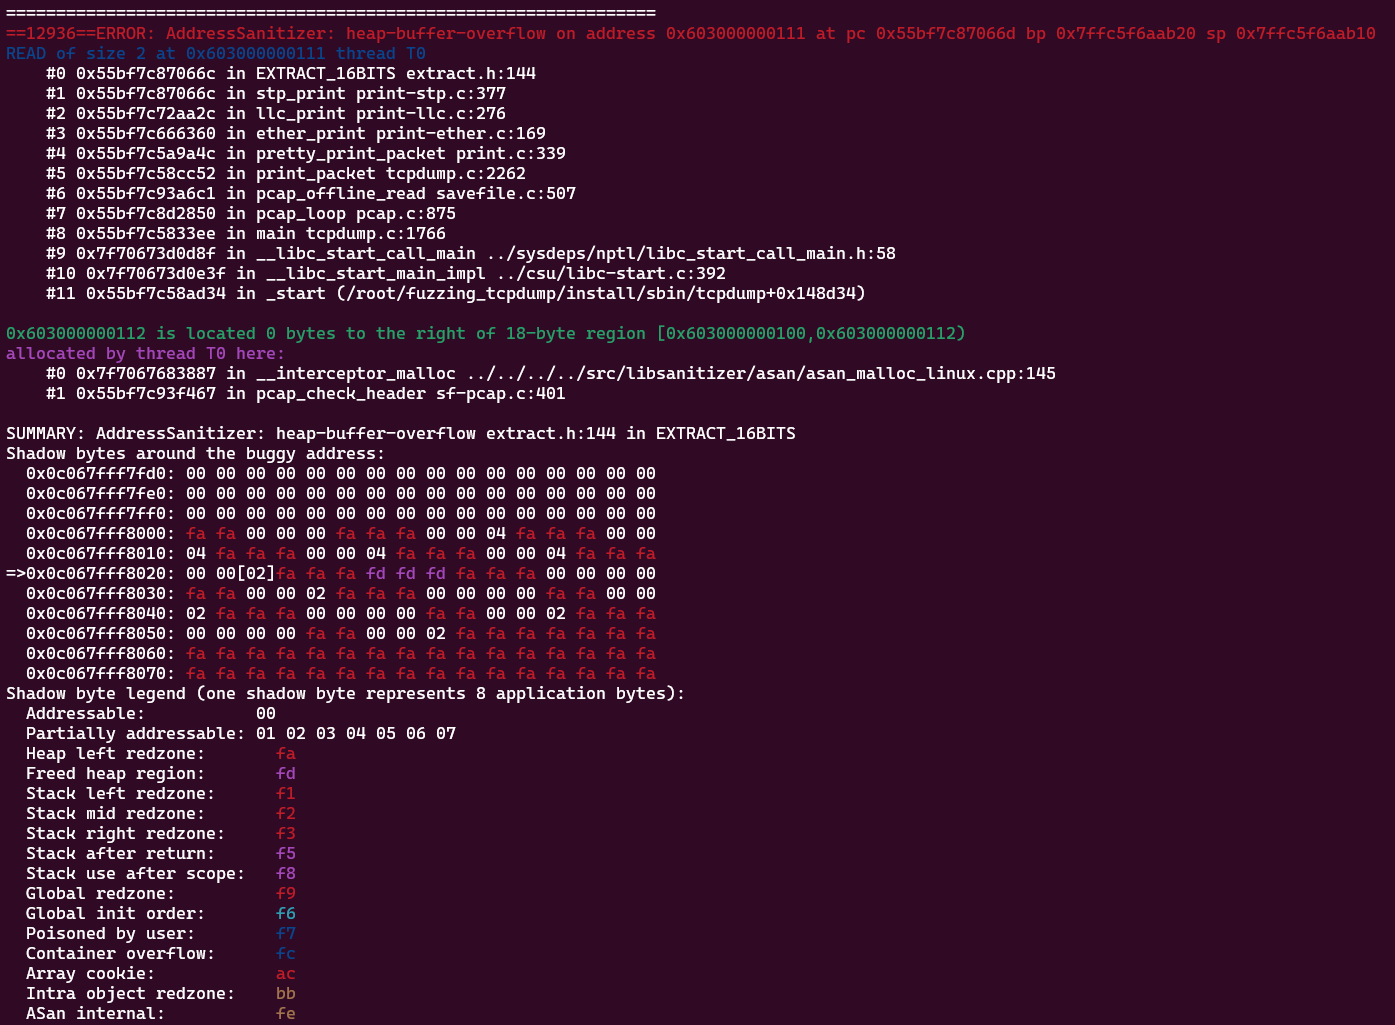 =================================================================
==12936==ERROR: AddressSanitizer: heap-buffer-overflow on address 0x603000000111 at pc 0x55bf7c87066d bp 0x7ffc5f6aab20 sp 0x7ffc5f6aab10
READ of size 2 at 0x603000000111 thread T0
    #0 0x55bf7c87066c in EXTRACT_16BITS extract.h:144
    #1 0x55bf7c87066c in stp_print print-stp.c:377
    #2 0x55bf7c72aa2c in llc_print print-llc.c:276
    #3 0x55bf7c666360 in ether_print print-ether.c:169
    #4 0x55bf7c5a9a4c in pretty_print_packet print.c:339
    #5 0x55bf7c58cc52 in print_packet tcpdump.c:2262
    #6 0x55bf7c93a6c1 in pcap_offline_read savefile.c:507
    #7 0x55bf7c8d2850 in pcap_loop pcap.c:875
    #8 0x55bf7c5833ee in main tcpdump.c:1766
    #9 0x7f70673d0d8f in __libc_start_call_main ../sysdeps/nptl/libc_start_call_main.h:58
    #10 0x7f70673d0e3f in __libc_start_main_impl ../csu/libc-start.c:392
    #11 0x55bf7c58ad34 in _start (/root/fuzzing_tcpdump/install/sbin/tcpdump+0x148d34)

0x603000000112 is located 0 bytes to the right of 18-byte region [0x603000000100,0x603000000112)
allocated by thread T0 here:
    #0 0x7f7067683887 in __interceptor_malloc ../../../../src/libsanitizer/asan/asan_malloc_linux.cpp:145
    #1 0x55bf7c93f467 in pcap_check_header sf-pcap.c:401

SUMMARY: AddressSanitizer: heap-buffer-overflow extract.h:144 in EXTRACT_16BITS
Shadow bytes around the buggy address:
  0x0c067fff7fd0: 00 00 00 00 00 00 00 00 00 00 00 00 00 00 00 00
  0x0c067fff7fe0: 00 00 00 00 00 00 00 00 00 00 00 00 00 00 00 00
  0x0c067fff7ff0: 00 00 00 00 00 00 00 00 00 00 00 00 00 00 00 00
  0x0c067fff8000: fa fa 00 00 00 fa fa fa 00 00 04 fa fa fa 00 00
  0x0c067fff8010: 04 fa fa fa 00 00 04 fa fa fa 00 00 04 fa fa fa
=>0x0c067fff8020: 00 00[02]fa fa fa fd fd fd fa fa fa 00 00 00 00
  0x0c067fff8030: fa fa 00 00 02 fa fa fa 00 00 00 00 fa fa 00 00
  0x0c067fff8040: 02 fa fa fa 00 00 00 00 fa fa 00 00 02 fa fa fa
  0x0c067fff8050: 00 00 00 00 fa fa 00 00 02 fa fa fa fa fa fa fa
  0x0c067fff8060: fa fa fa fa fa fa fa fa fa fa fa fa fa fa fa fa
  0x0c067fff8070: fa fa fa fa fa fa fa fa fa fa fa fa fa fa fa fa
Shadow byte legend (one shadow byte represents 8 application bytes):
  Addressable:           00
  Partially addressable: 01 02 03 04 05 06 07
  Heap left redzone:       fa
  Freed heap region:       fd
  Stack left redzone:      f1
  Stack mid redzone:       f2
  Stack right redzone:     f3
  Stack after return:      f5
  Stack use after scope:   f8
  Global redzone:          f9
  Global init order:       f6
  Poisoned by user:        f7
  Container overflow:      fc
  Array cookie:            ac
  Intra object redzone:    bb
  ASan internal:           fe